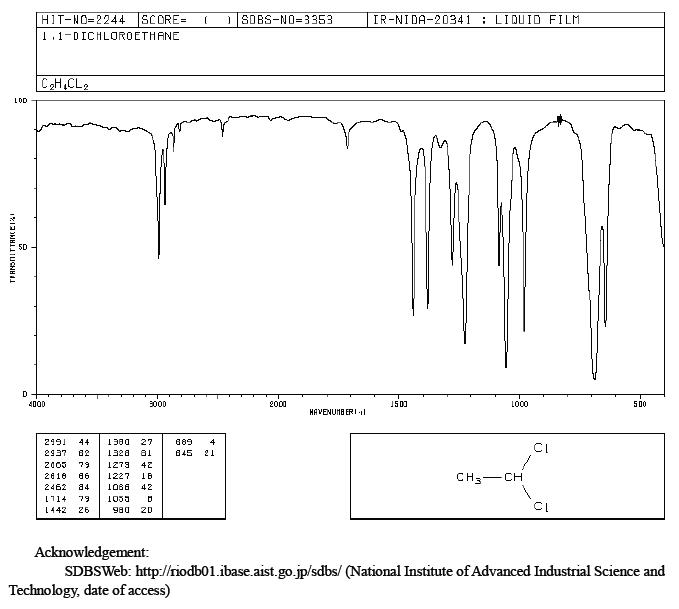 HIT-NO=2244 SCORE= ( ) SDBS-NO=3353 IR-NIDA-20341 : LIQUID FILM
1,1-DICHLOROETHANE
C2H4CL2
100
50
0
TRANSMITTANCE(%)
4000 3000 2000 1500 1000 500
WAVENUMBER(-1)
2991 44 1380 27 689 4
2937 62 1328 81 645 21
2865 79 1279 42
2818 86 1227 16
2462 84 1086 42
1714 79 1055 8
1442 26 980 20
Cl
CH3 CH
Cl
Acknowledgement:
SDBSWeb: http://riodb01.ibase.aist.go.jp/sdbs/ (National Institute of Advanced Industrial Science and
Technology, date of access)